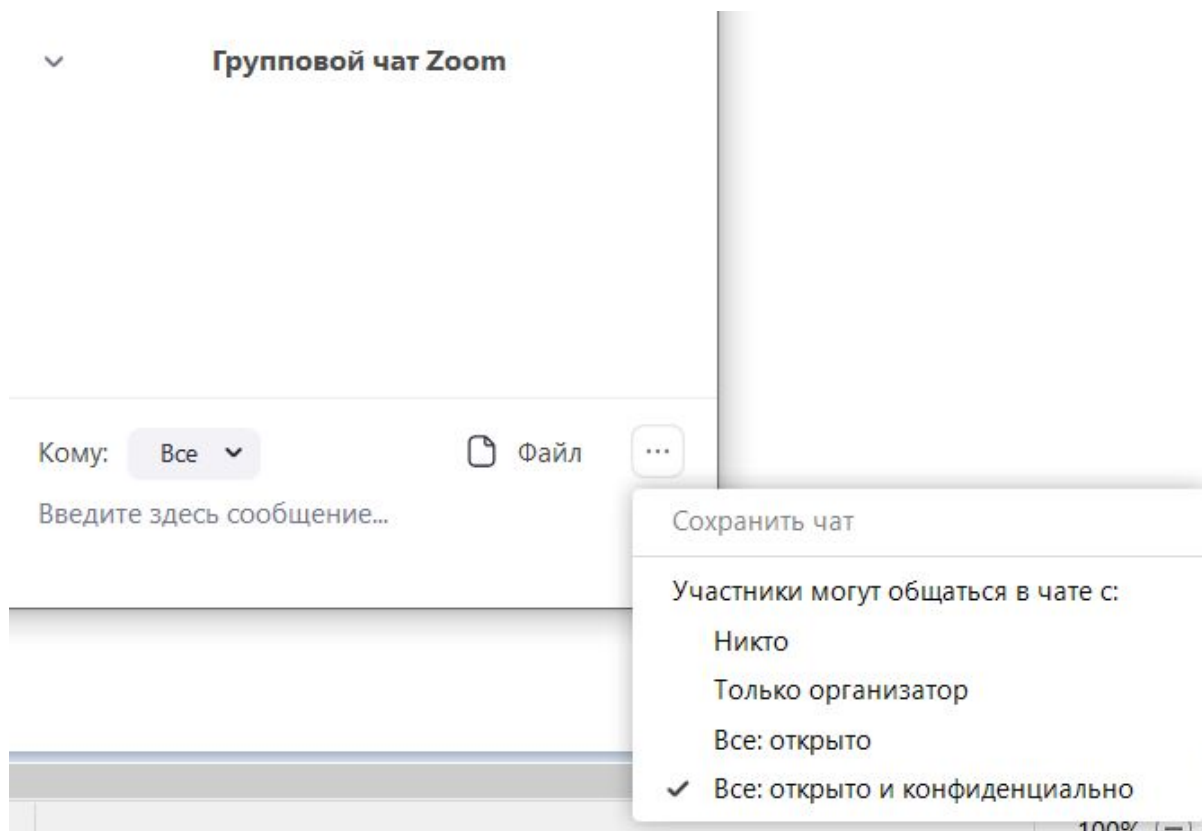 Групповой чат Zoom
Кому: Все Файл ...
Введите здесь сообщение...
Сохранить чат
Участники могут общаться в чате с:
Никто
Только организатор
Все: открыто
Все: открыто и конфиденциально
100%